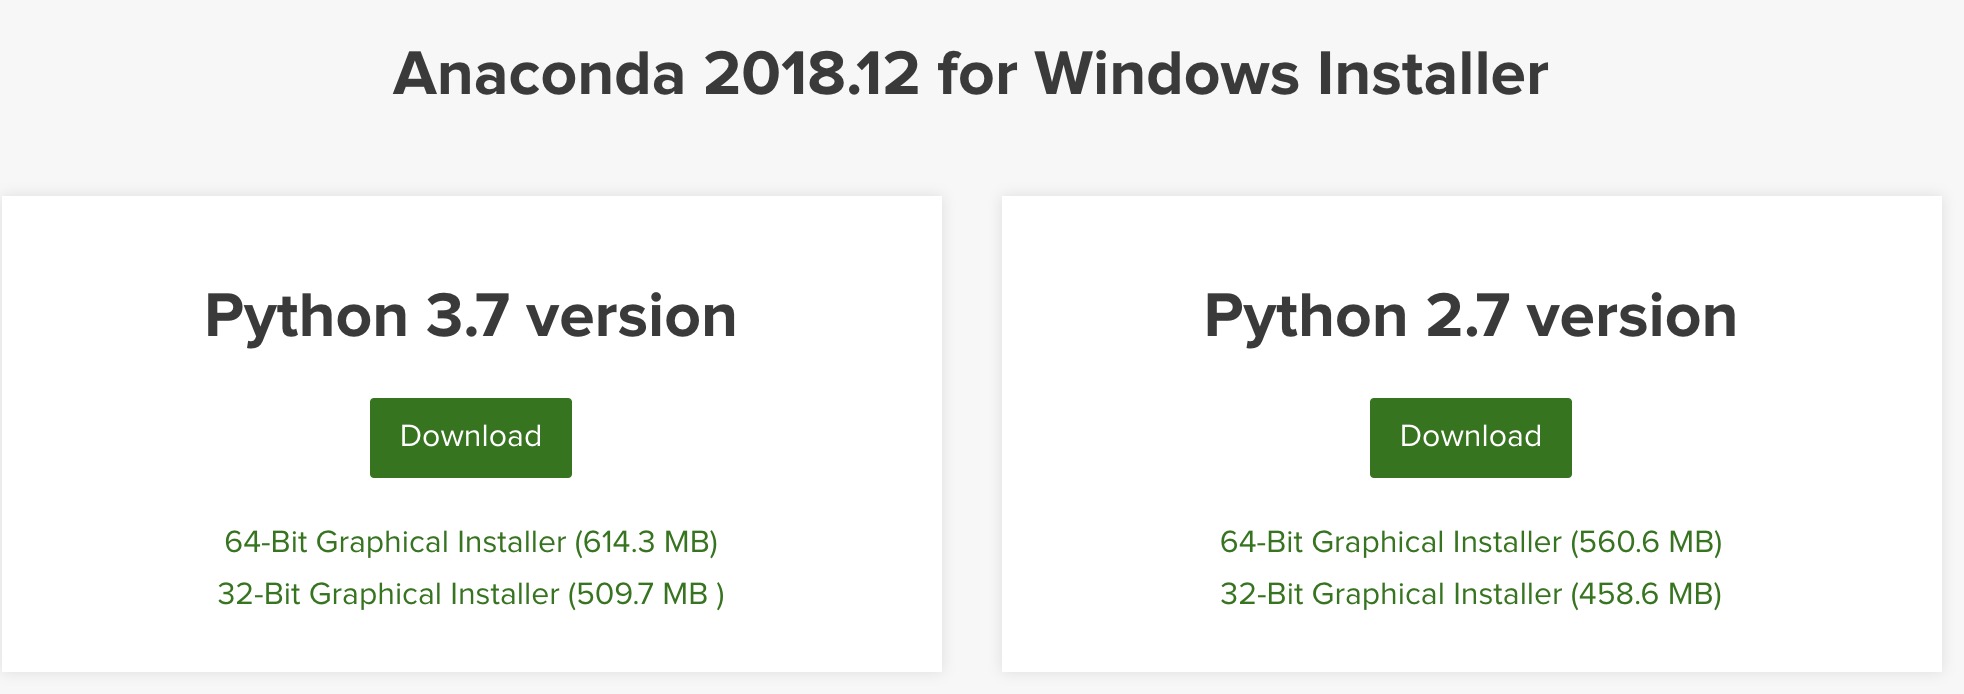 Anaconda 2018.12 for Windows Installer
Python 3.7 version
Download
64-Bit Graphical Installer (614.3 MB)
32-Bit Graphical Installer (509.7 MB )
Python 2.7 version
Download
64-Bit Graphical Installer (560.6 MB)
32-Bit Graphical Installer (458.6 MB)